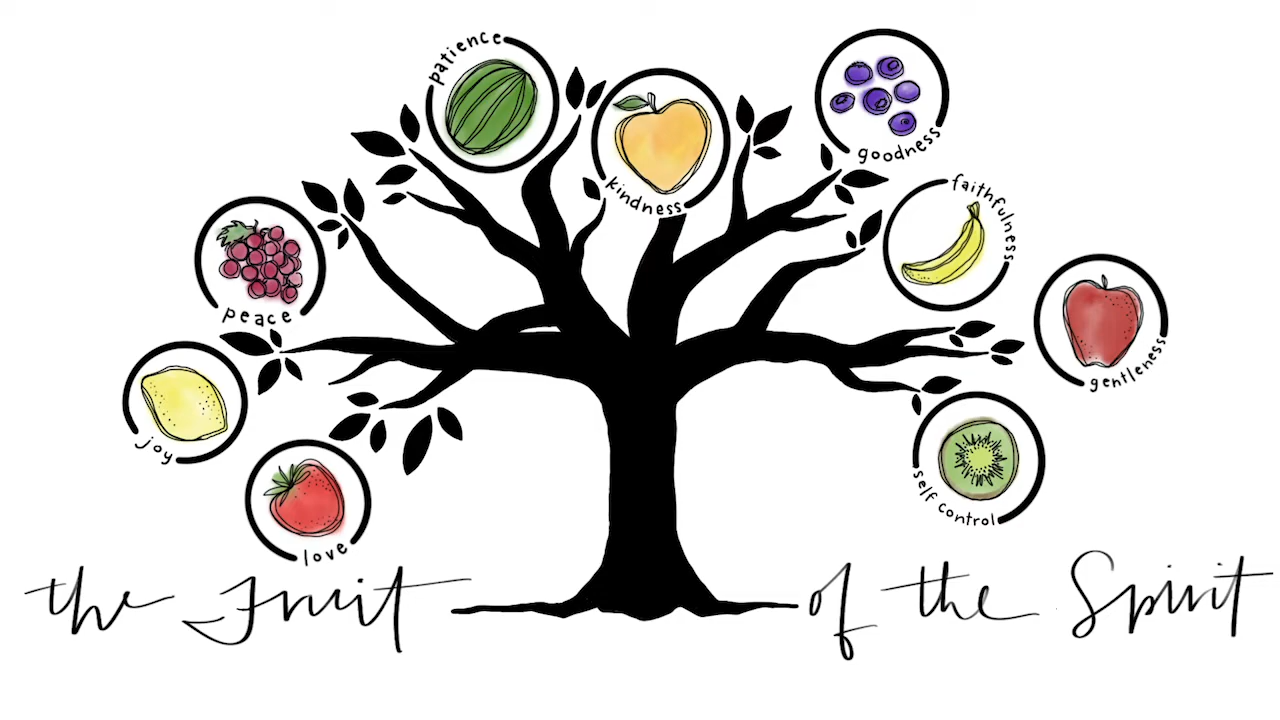 patience
kindness
goodness
faithfulness
peace
gentleness
joy
self control
love
the Fruit of the Spirit